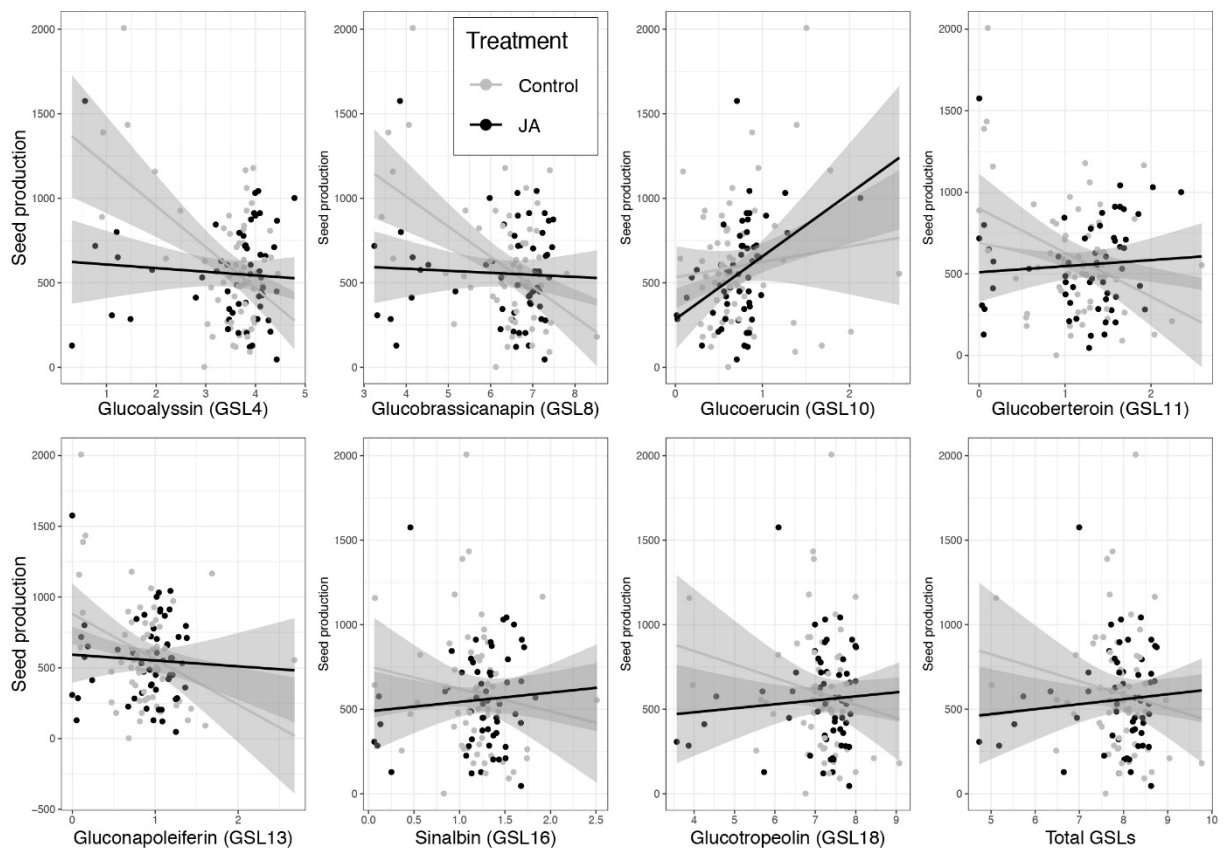 Treatment
Control
JA
Seed production
2000
1500
1000
500
0
1 2 3 4 5
Glucoalyssin (GSL4)
Seed production
2000
1500
1000
500
0
3 4 5 6 7 8
Glucobrassicanapin (GSL8)
Seed production
2000
1500
1000
500
0
0 1 2
Glucoerucin (GSL10)
Seed production
2000
1500
1000
500
0
0 1 2
Glucoberteroin (GSL11)
Seed production
2000
1500
1000
500
0
−500
0 1 2
Gluconapoleiferin (GSL13)
Seed production
2000
1500
1000
500
0
0.0 0.5 1.0 1.5 2.0 2.5
Sinalbin (GSL16)
Seed production
2000
1500
1000
500
0
4 5 6 7 8 9
Glucotropeolin (GSL18)
Seed production
2000
1500
1000
500
0
5 6 7 8 9 10
Total GSLs